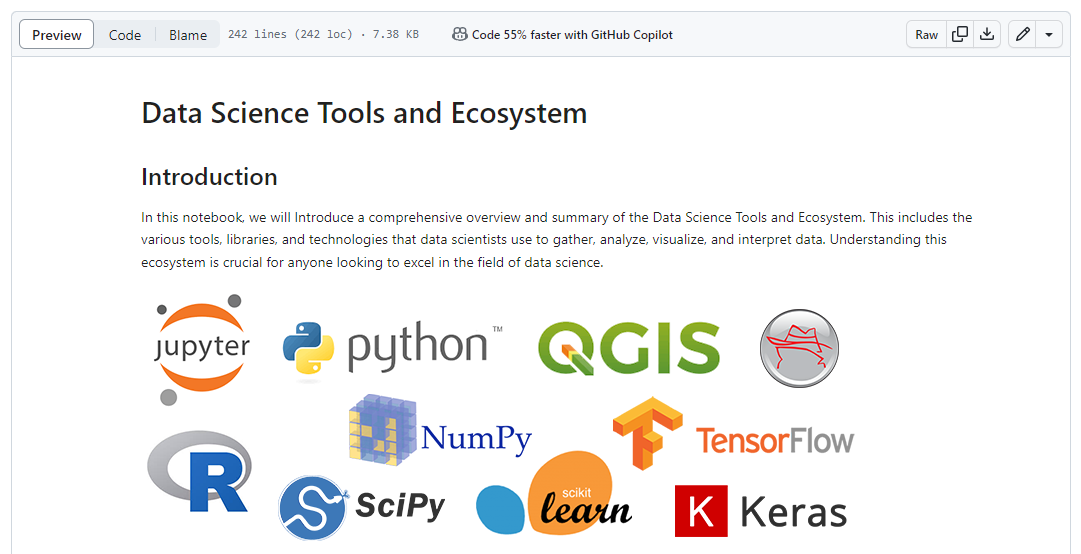 Preview Code Blame 242 lines (242 loc) · 7.38 KB Code 55% faster with GitHub Copilot Raw
Data Science Tools and Ecosystem
Introduction
In this notebook, we will Introduce a comprehensive overview and summary of the Data Science Tools and Ecosystem. This includes the
various tools, libraries, and technologies that data scientists use to gather, analyze, visualize, and interpret data. Understanding this
ecosystem is crucial for anyone looking to excel in the field of data science.
jupyter python™ QGIS
NumPy TensorFlow
R SciPy scikit learn K Keras